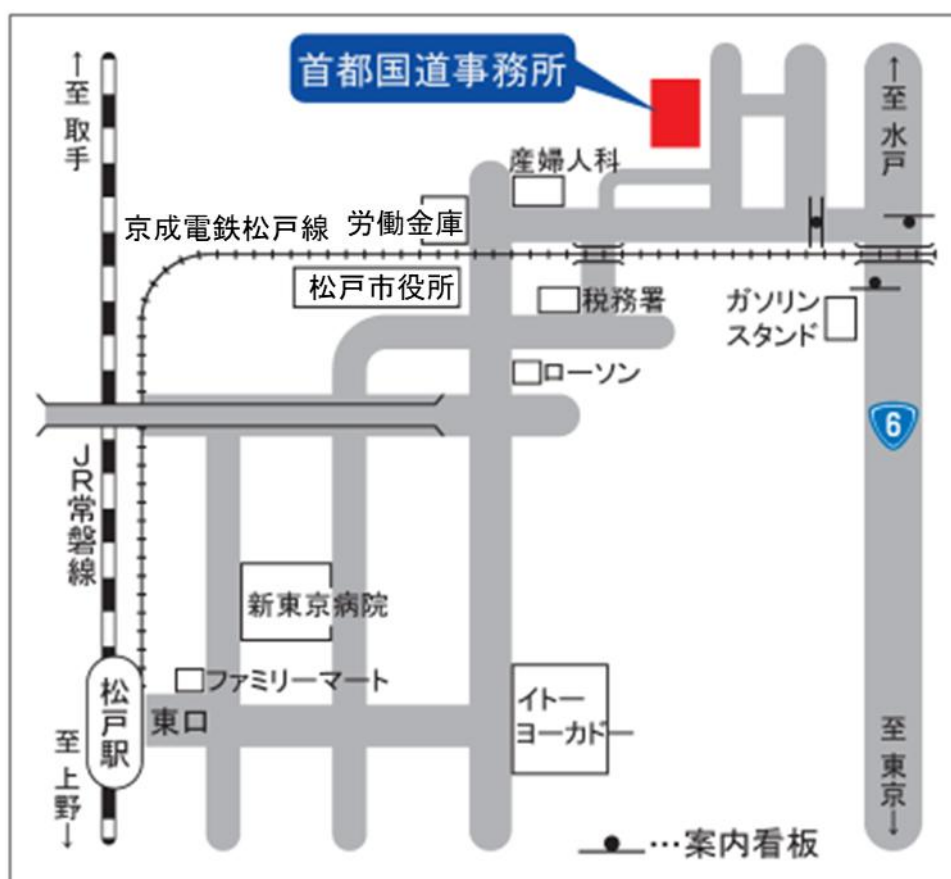 首都国道事務所
↑至取手
↑至水戸
産婦人科
京成電鉄松戸線
労働金庫
松戸市役所
税務署
ガソリン
スタンド
ローソン
6
JR常磐線
新東京病院
ファミリーマート
松戸駅
東口
イトー
ヨーカドー
至上野↓
至東京↓
…案内看板